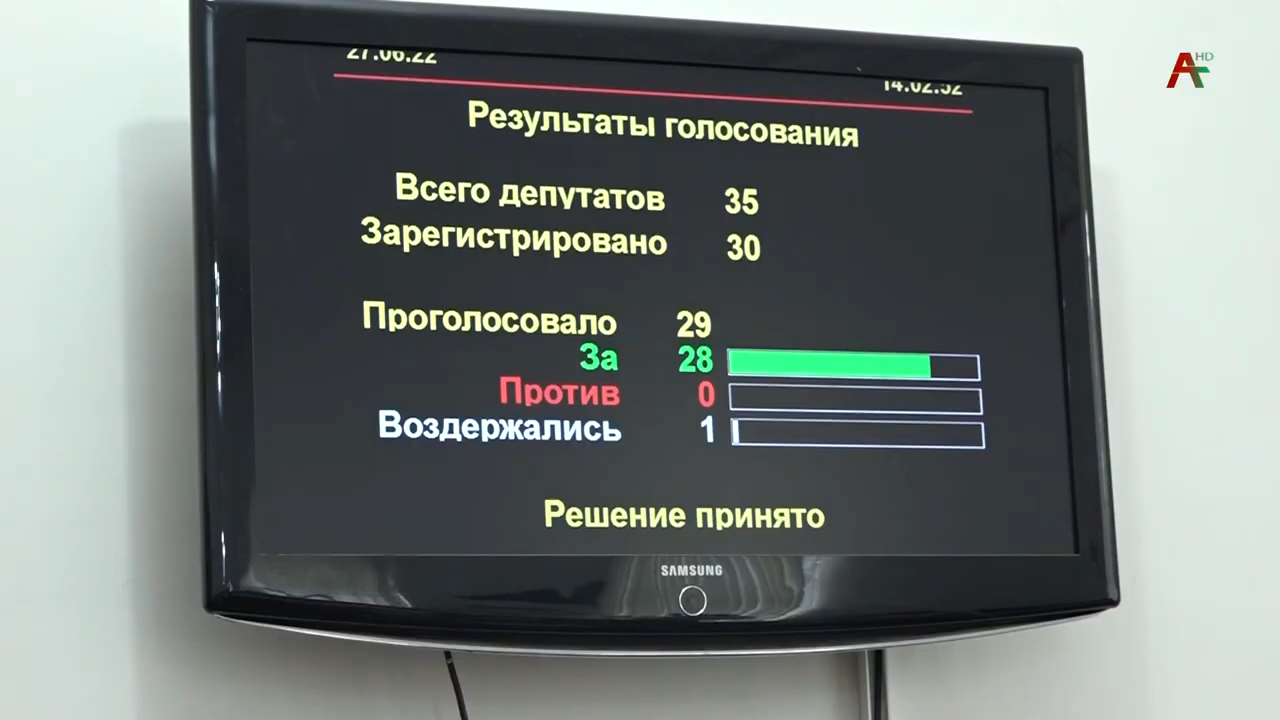 27.06.22
14:02:52
Результаты голосования
Всего депутатов 35
Зарегистрировано 30
Проголосовало 29
За 28
Против 0
Воздержались 1
Решение принято
SAMSUNG
HD